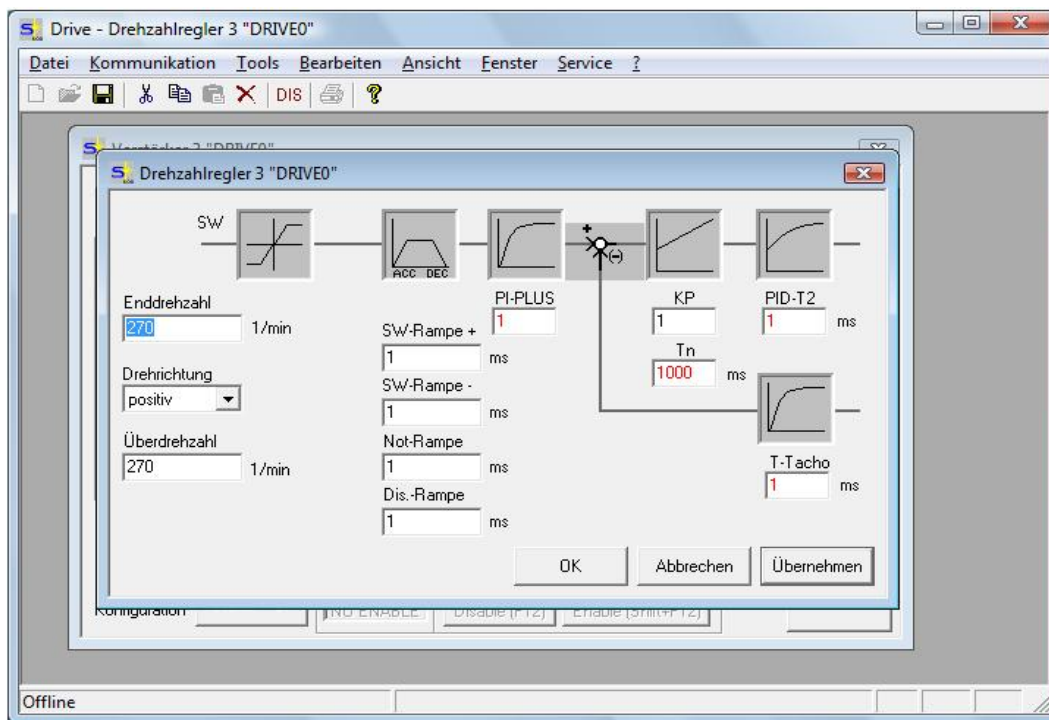 Drive - Drehzahlregler 3 "DRIVE0"
Datei Kommunikation Tools Bearbeiten Ansicht Fenster Service ?
DIS
Verstärker 3 "DRIVE0"
Drehzahlregler 3 "DRIVE0"
SW
ACC DEC
+
(-)
Enddrehzahl
270 1/min
Drehrichtung
positiv
Überdrehzahl
270 1/min
SW-Rampe +
1 ms
SW-Rampe -
1 ms
Not-Rampe
1 ms
Dis.-Rampe
1 ms
PI-PLUS
1
KP
1
Tn
1000 ms
PID-T2
1 ms
T-Tacho
1 ms
OK Abbrechen Übernehmen
Konfiguration NO ENABLE Disable (F12) Enable (Shift+F12)
Offline